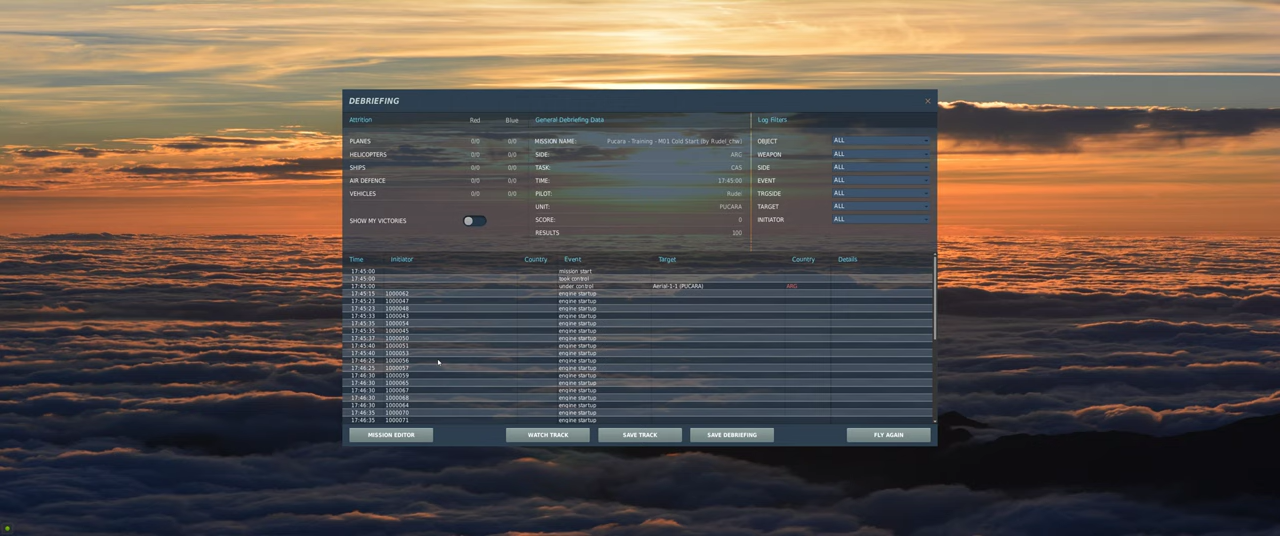 DEBRIEFING
Attrition Red Blue General Debriefing Data Log Filters
PLANES 0/0 0/0 MISSION NAME: Pucara - Training - M01 Cold Start (by Rudel_chw) OBJECT ALL
HELICOPTERS 0/0 0/0 SIDE: ARG WEAPON ALL
SHIPS 0/0 0/0 TASK: CAS SIDE ALL
AIR DEFENCE 0/0 0/0 TIME: 17:45:00 EVENT ALL
VEHICLES 0/0 0/0 PILOT: Rudel TRGSIDE ALL
UNIT: PUCARA TARGET ALL
SHOW MY VICTORIES SCORE: 0 INITIATOR ALL
RESULTS 100
Time Initiator Country Event Target Country Details
17:45:00 mission start
17:45:00 took control
17:45:00 under control Aerial-1-1 (PUCARA) ARG
17:45:15 1000062 engine startup
17:45:23 1000047 engine startup
17:45:23 1000048 engine startup
17:45:33 1000043 engine startup
17:45:35 1000054 engine startup
17:45:35 1000045 engine startup
17:45:37 1000050 engine startup
17:45:40 1000051 engine startup
17:45:40 1000053 engine startup
17:46:25 1000056 engine startup
17:46:25 1000057 engine startup
17:46:30 1000059 engine startup
17:46:30 1000065 engine startup
17:46:30 1000067 engine startup
17:46:30 1000068 engine startup
17:46:30 1000064 engine startup
17:46:35 1000070 engine startup
17:46:35 1000071 engine startup
MISSION EDITOR WATCH TRACK SAVE TRACK SAVE DEBRIEFING FLY AGAIN